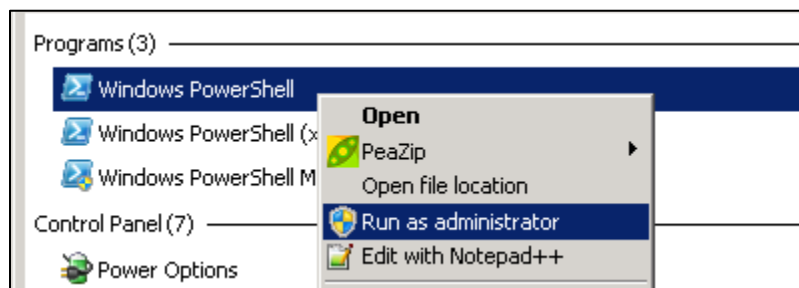 Programs (3)
Windows PowerShell
Open
PeaZip
Windows PowerShell (x
Open file location
Windows PowerShell M
Run as administrator
Control Panel (7)
Edit with Notepad++
Power Options